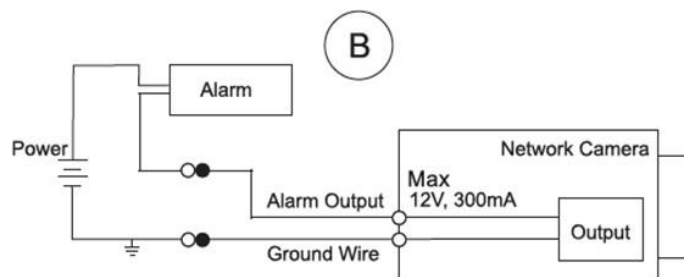 B
Alarm
Power
Network Camera
Max
12V, 300mA
Alarm Output
Output
Ground Wire